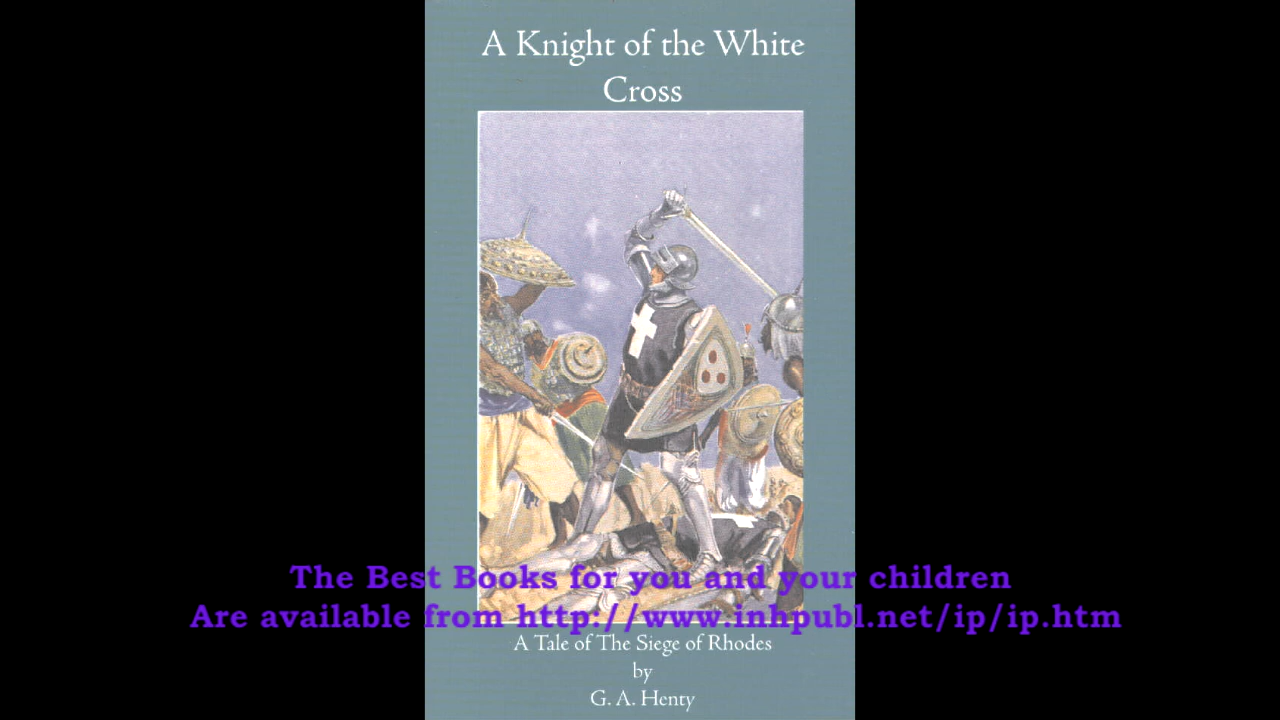 A Knight of the White
Cross
The Best Books for you and your children
Are available from http://www.inhpubl.net/ip/ip.htm
A Tale of The Siege of Rhodes
by
G. A. Henty